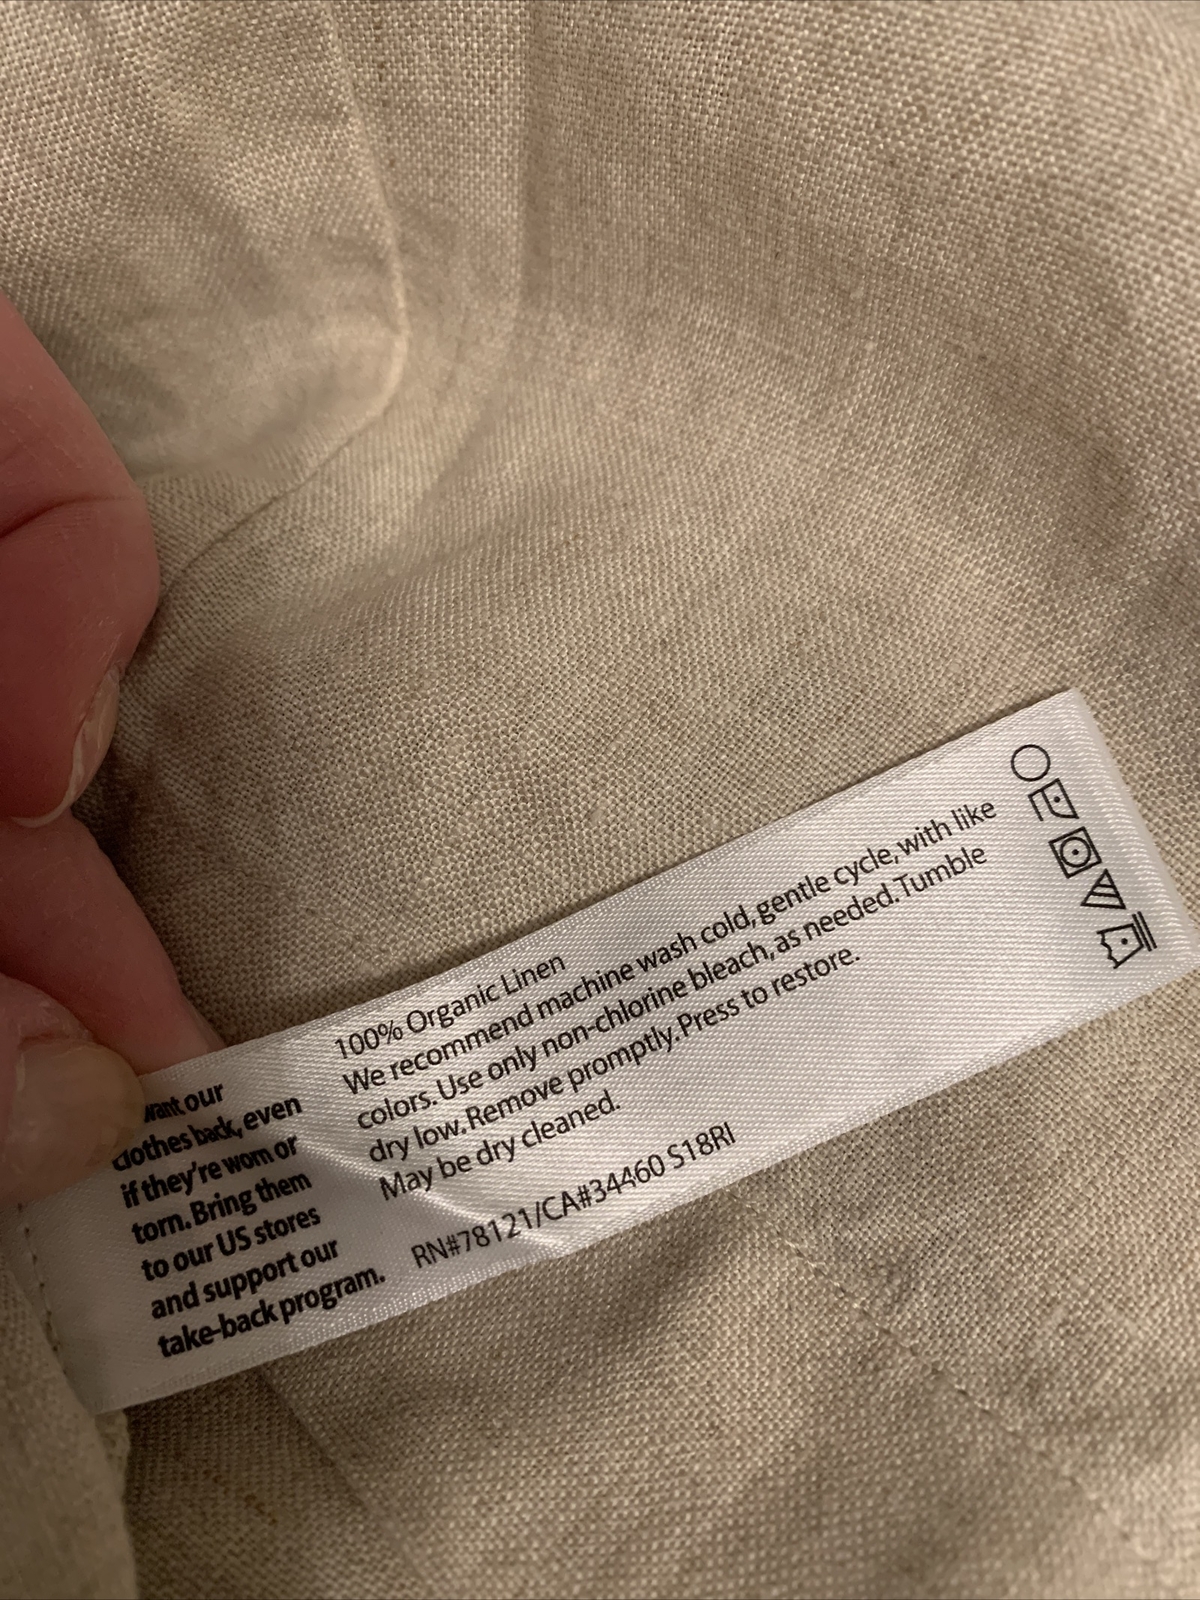 want our
clothes back, even
if they're worn or
torn. Bring them
to our US stores
and support our
take-back program.
100% Organic Linen
We recommend machine wash cold, gentle cycle, with like
colors. Use only non-chlorine bleach, as needed. Tumble
dry low. Remove promptly. Press to restore.
May be dry cleaned.
RN#78121/CA#34460 S18RI